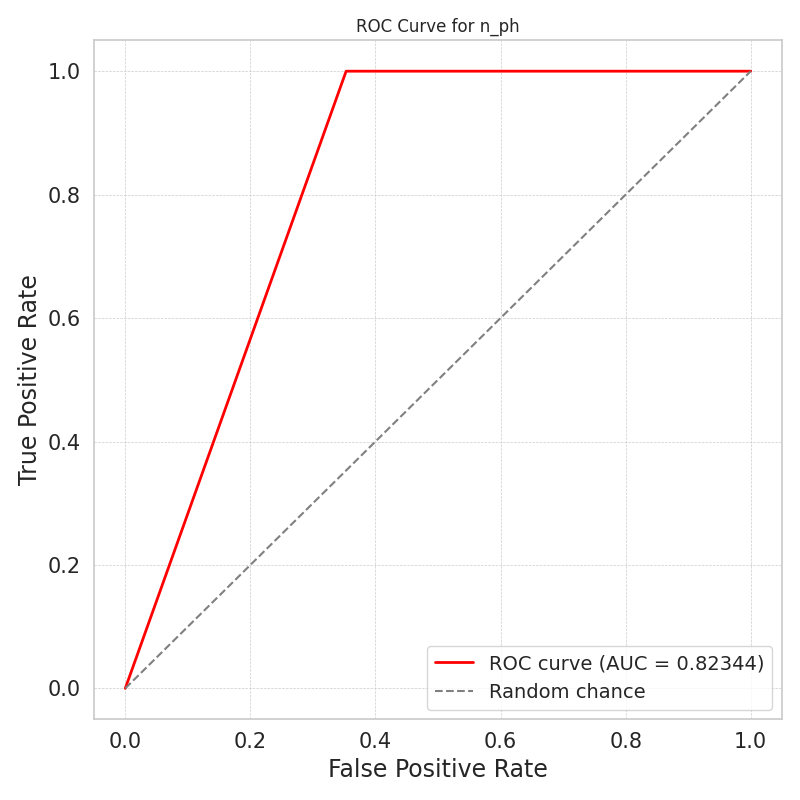 ROC Curve for n_ph
True Positive Rate
1.0
0.8
0.6
0.4
0.2
0.0
ROC curve (AUC = 0.82344)
Random chance
0.0 0.2 0.4 0.6 0.8 1.0
False Positive Rate